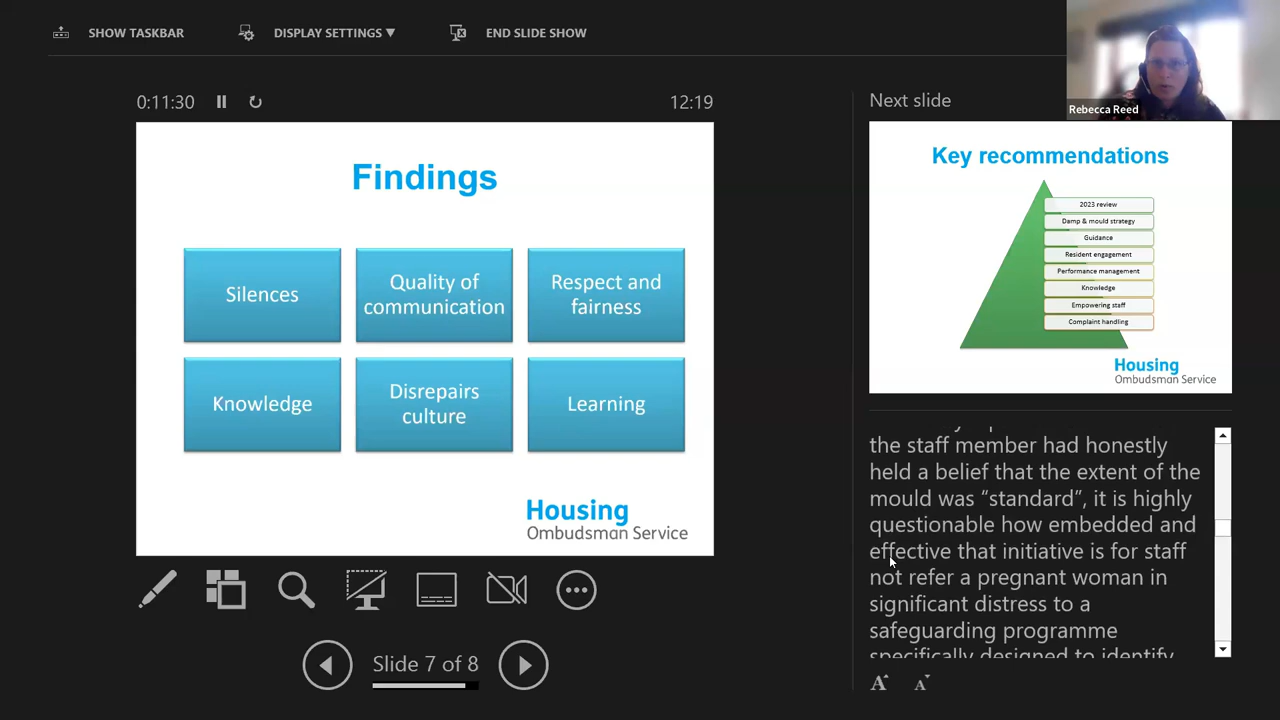 SHOW TASKBAR
DISPLAY SETTINGS ▼
END SLIDE SHOW
Rebecca Reed
0:11:30
12:19
Findings
Silences
Quality of
communication
Respect and
fairness
Knowledge
Disrepairs
culture
Learning
Housing
Ombudsman Service
Slide 7 of 8
Next slide
Key recommendations
2023 review
Damp & mould strategy
Guidance
Resident engagement
Performance management
Knowledge
Empowering staff
Complaint handling
Housing
Ombudsman Service
the staff member had honestly
held a belief that the extent of the
mould was “standard”, it is highly
questionable how embedded and
effective that initiative is for staff
not refer a pregnant woman in
significant distress to a
safeguarding programme
specifically designed to identify
A
A